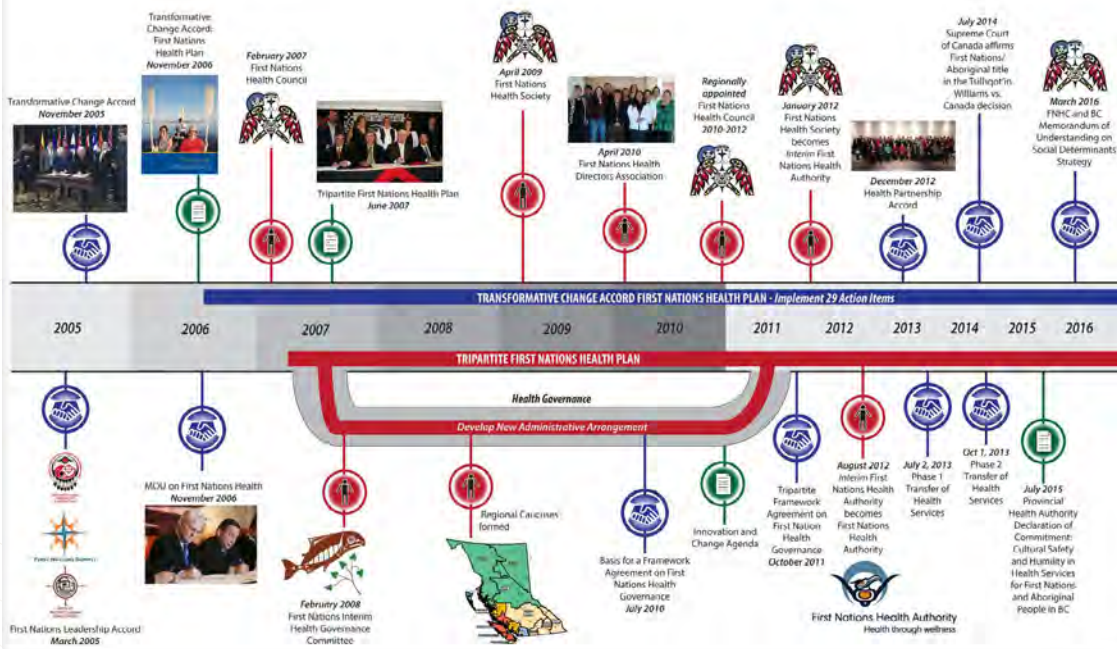 Transformative Change Accord
November 2005
Transformative
Change Accord:
First Nations
Health Plan
November 2006
February 2007
First Nations
Health Council
Tripartite First Nations Health Plan
June 2007
April 2009
First Nations
Health Society
April 2010
First Nations Health
Directors Association
Regionally
appointed
First Nations
Health Council
2010-2012
January 2012
First Nations
Health Society
becomes
Interim First
Nations Health
Authority
December 2012
Health Partnership
Accord
July 2014
Supreme Court
of Canada affirms
First Nations/
Aboriginal title
in the Tsilhqot'in
Williams vs.
Canada decision
March 2016
FNHC and BC
Memorandum of
Understanding on
Social Determinants
Strategy
TRANSFORMATIVE CHANGE ACCORD FIRST NATIONS HEALTH PLAN - Implement 29 Action Items
2005 2006 2007 2008 2009 2010 2011 2012 2013 2014 2015 2016
TRIPARTITE FIRST NATIONS HEALTH PLAN
Health Governance
Develop New Administrative Arrangement
FIRST NATIONS SUMMIT
First Nations Leadership Accord
March 2005
MOU on First Nations Health
November 2006
February 2008
First Nations Interim
Health Governance
Committee
Regional Caucuses
formed
Basis for a Framework
Agreement on First
Nations Health
Governance
July 2010
Innovation and
Change Agenda
Tripartite
Framework
Agreement on
First Nation
Health
Governance
October 2011
August 2012
Interim First
Nations Health
Authority
becomes
First Nations
Health
Authority
First Nations Health Authority
Health through wellness
July 2, 2013
Phase 1
Transfer of
Health
Services
Oct 1, 2013
Phase 2
Transfer of
Health
Services
July 2015
Provincial
Health Authority
Declaration of
Commitment:
Cultural Safety
and Humility in
Health Services
for First Nations
and Aboriginal
People in BC